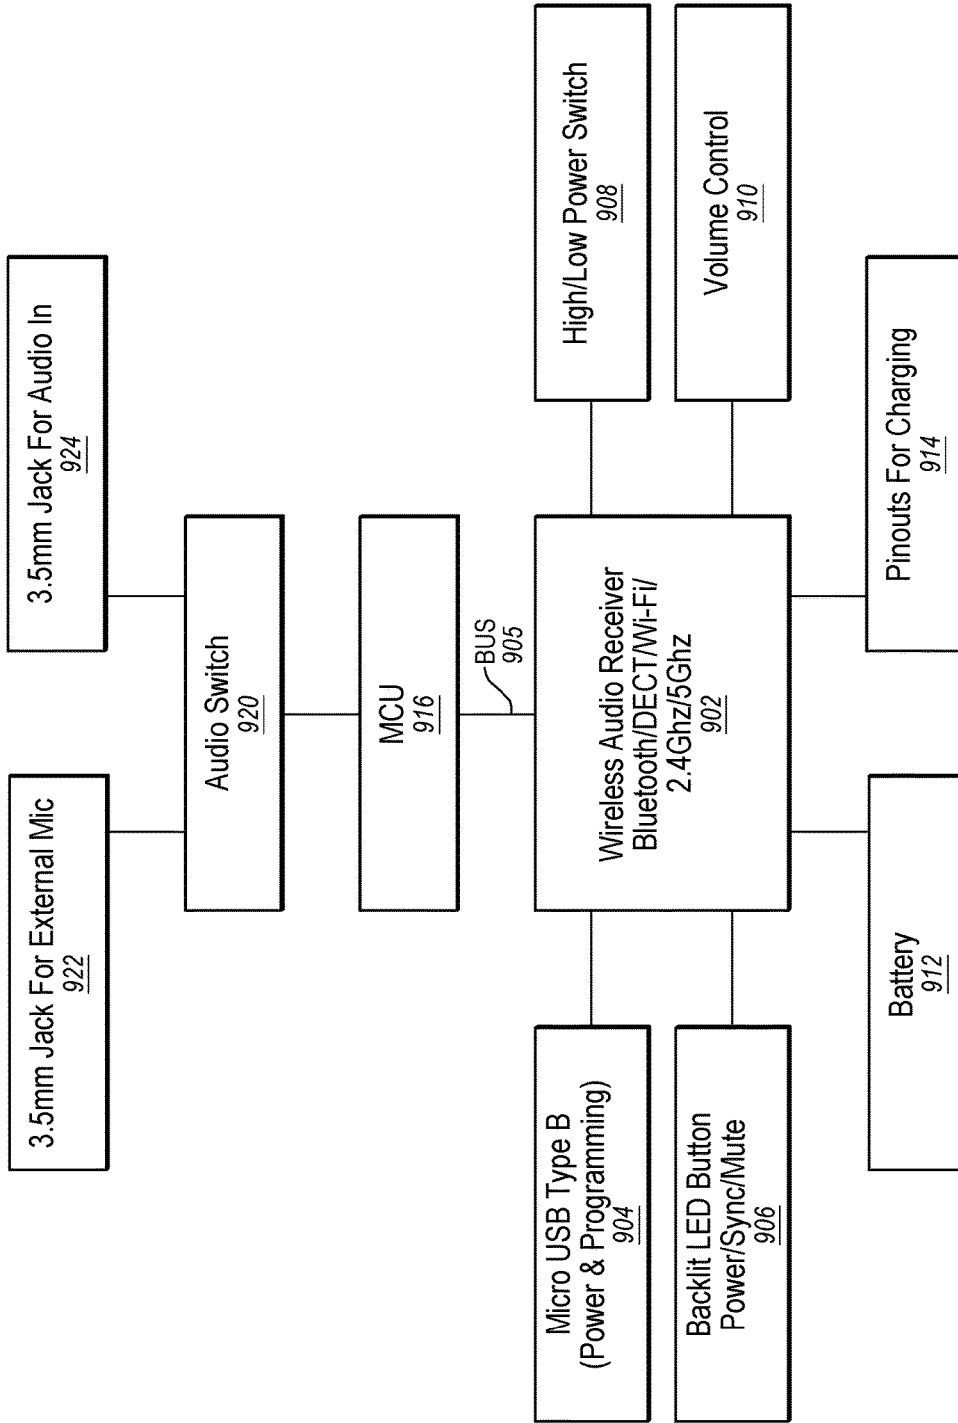 3.5mm Jack For External Mic
922
3.5mm Jack For Audio In
924
Audio Switch
920
MCU
916
BUS
905
Micro USB Type B
(Power & Programming)
904
Wireless Audio Receiver
Bluetooth/DECT/Wi-Fi/
2.4Ghz/5Ghz
902
High/Low Power Switch
908
Backlit LED Button
Power/Sync/Mute
906
Volume Control
910
Battery
912
Pinouts For Charging
914